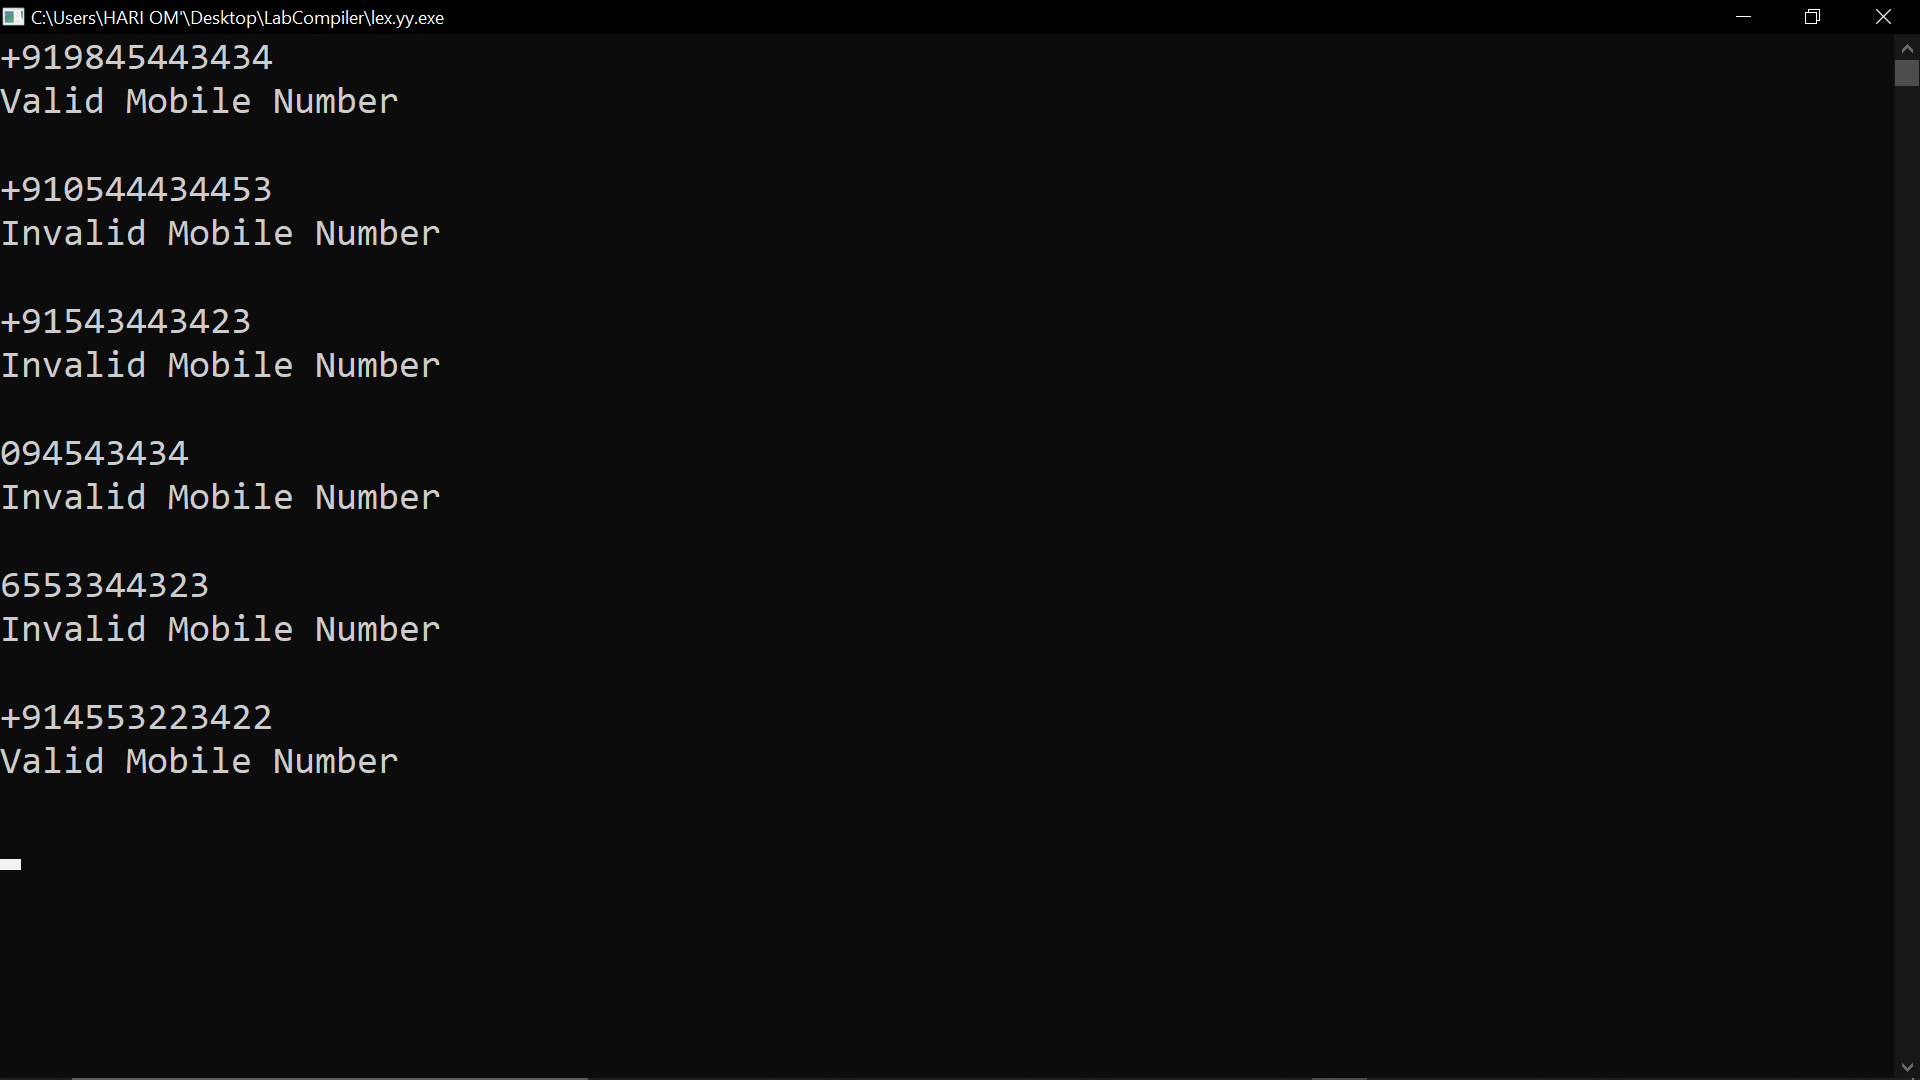 C:\Users\HARI OM'\Desktop\LabCompiler\lex.yy.exe
+919845443434
Valid Mobile Number
+910544434453
Invalid Mobile Number
+91543443423
Invalid Mobile Number
094543434
Invalid Mobile Number
6553344323
Invalid Mobile Number
+914553223422
Valid Mobile Number